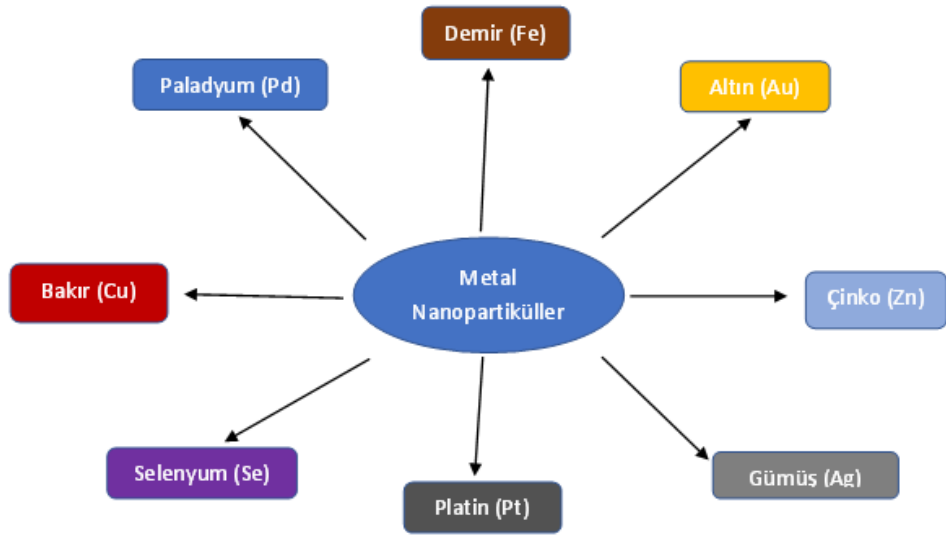 Demir (Fe)
Paladyum (Pd)
Altın (Au)
Metal
Nanopartiküller
Bakır (Cu)
Çinko (Zn)
Selenyum (Se)
Gümüş (Ag)
Platin (Pt)